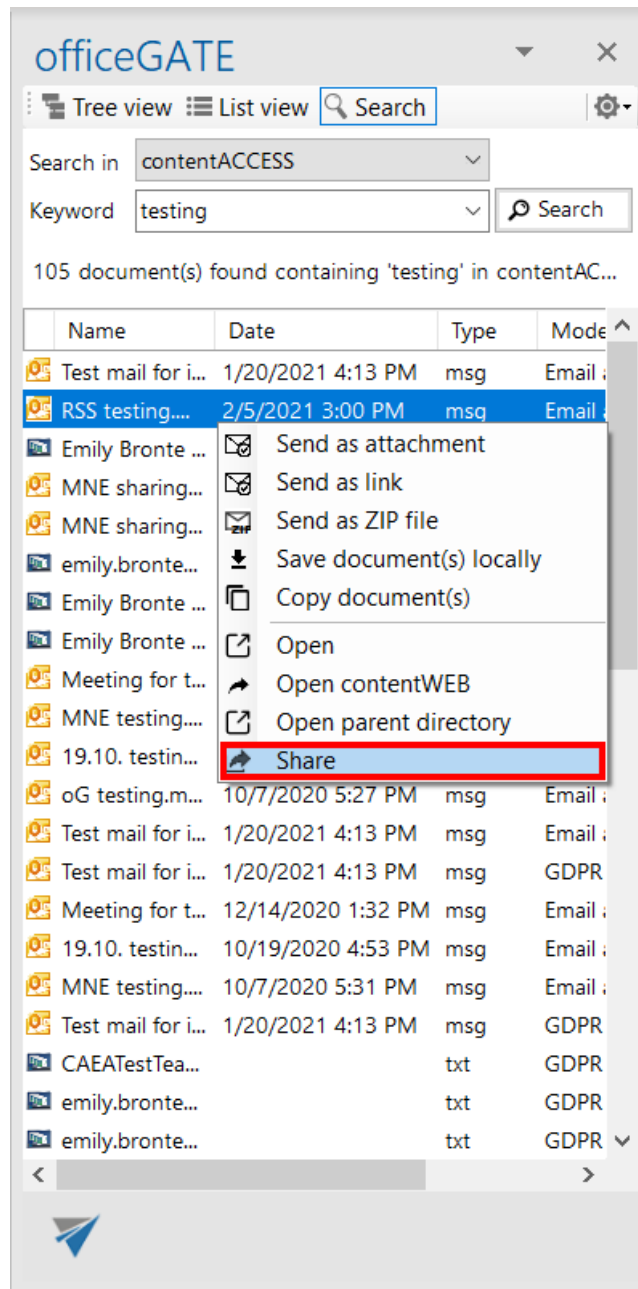 officeGATE
Tree view List view Search
Search in contentACCESS
Keyword testing Search
105 document(s) found containing 'testing' in contentAC...
Name Date Type Mode
Test mail for i... 1/20/2021 4:13 PM msg Email
RSS testing.... 2/5/2021 3:00 PM msg Email
Emily Bronte ... Send as attachment
MNE sharing... Send as link
MNE sharing... Send as ZIP file
emily.bronte... Save document(s) locally
Emily Bronte ... Copy document(s)
Emily Bronte ... Open
Meeting for t... Open contentWEB
MNE testing.... Open parent directory
19.10. testin... Share
oG testing.m... 10/7/2020 5:27 PM msg Email
Test mail for i... 1/20/2021 4:13 PM msg Email
Test mail for i... 1/20/2021 4:13 PM msg GDPR
Meeting for t... 12/14/2020 1:32 PM msg Email
19.10. testin... 10/19/2020 4:53 PM msg Email
MNE testing.... 10/7/2020 5:31 PM msg Email
Test mail for i... 1/20/2021 4:13 PM msg GDPR
CAEATestTea... txt GDPR
emily.bronte... txt GDPR
emily.bronte... txt GDPR